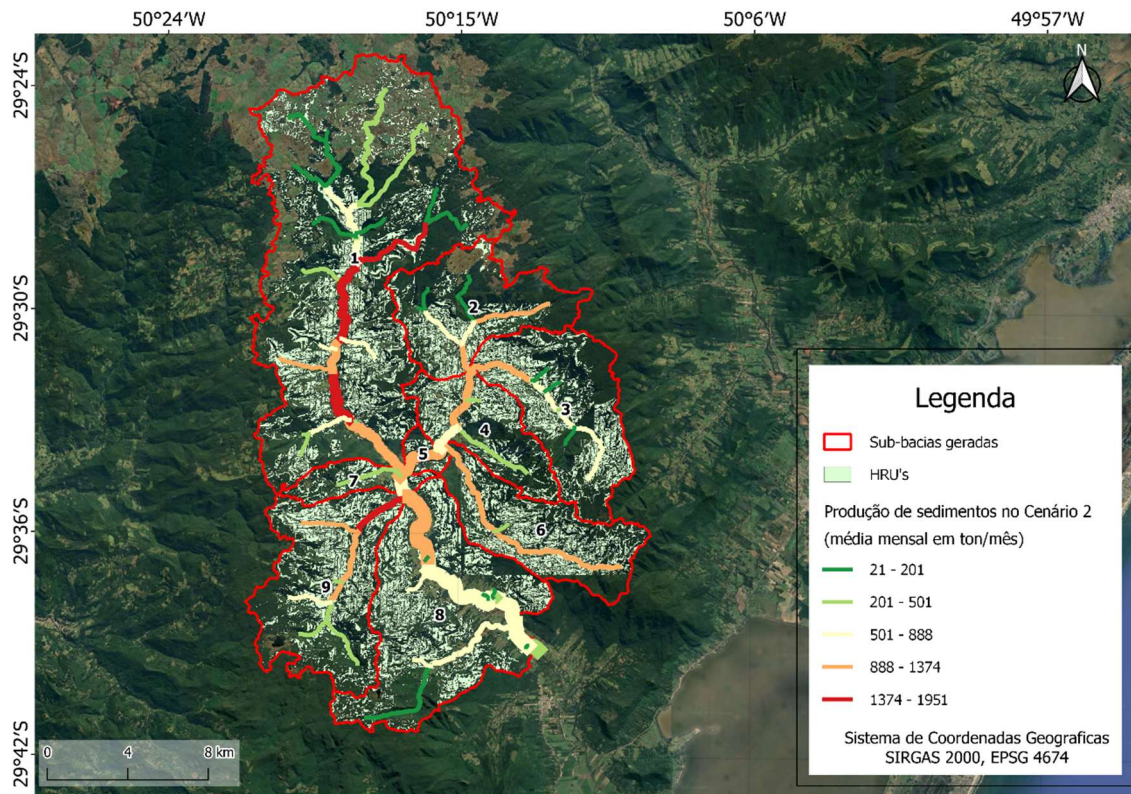 50°24'W 50°15'W 50°6'W 49°57'W
29°24'S
29°30'S
29°36'S
29°42'S
N
1
2
3
4
5
6
7
8
9
Legenda
Sub-bacias geradas
HRU's
Produção de sedimentos no Cenário 2
(média mensal em ton/mês)
21 - 201
201 - 501
501 - 888
888 - 1374
1374 - 1951
Sistema de Coordenadas Geograficas
SIRGAS 2000, EPSG 4674
0 4 8 km